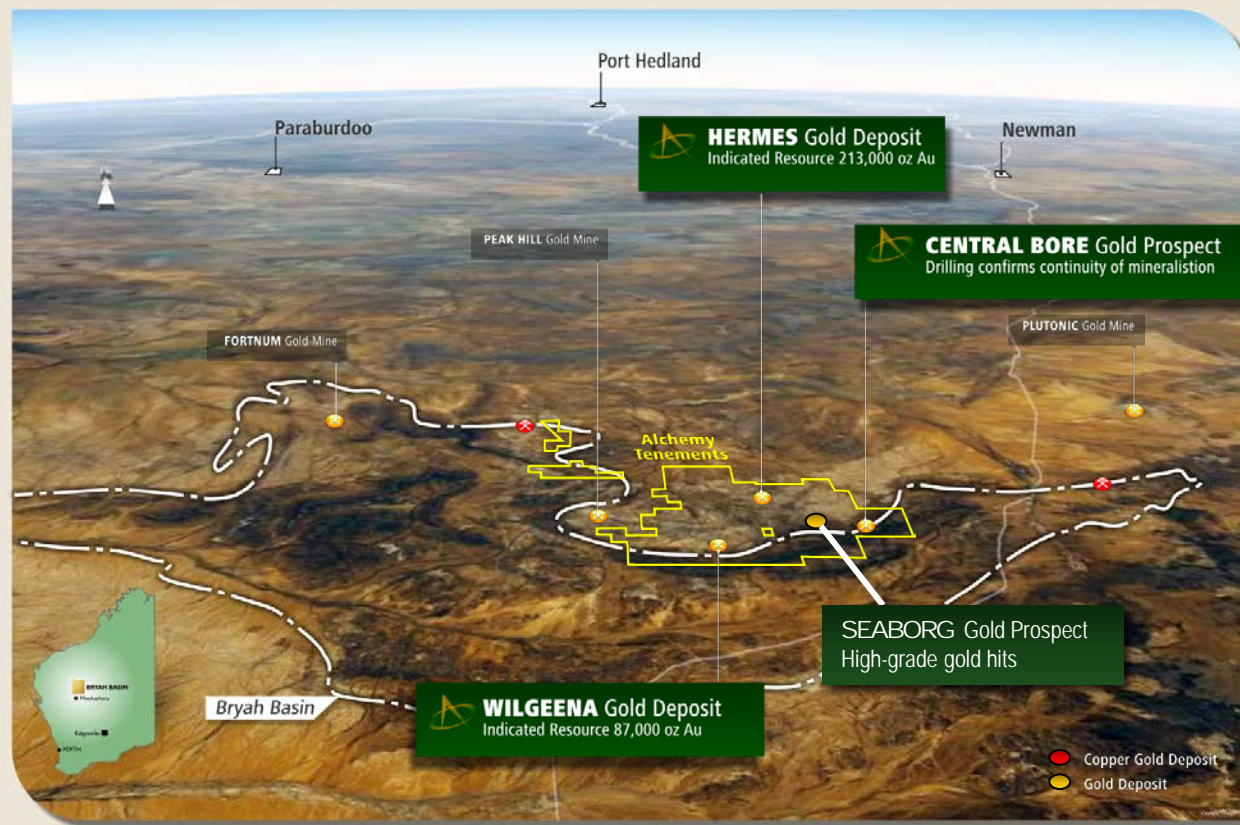 Port Hedland
Paraburdoo
HERMES Gold Deposit
Indicated Resource 213,000 oz Au
Newman
PEAK HILL Gold Mine
CENTRAL BORE Gold Prospect
Drilling confirms continuity of mineralistion
FORTNUM Gold Mine
PLUTONIC Gold Mine
Alchemy
Tenements
SEABORG Gold Prospect
High-grade gold hits
BRYAH BASIN
Meekatharra
Kalgoorlie
PERTH
Bryah Basin
WILGEENA Gold Deposit
Indicated Resource 87,000 oz Au
Copper Gold Deposit
Gold Deposit